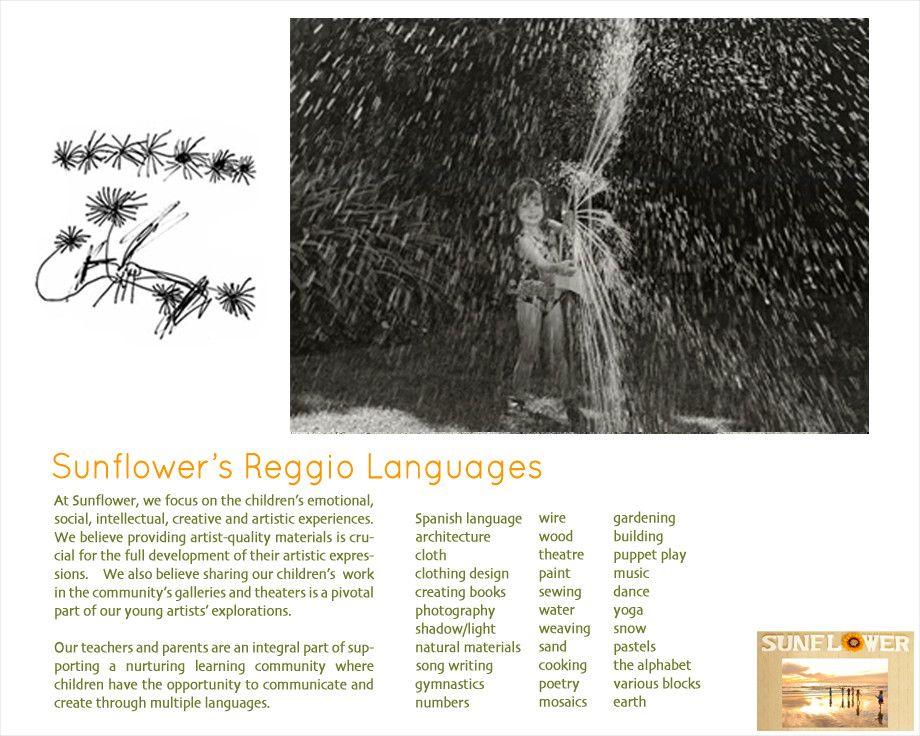 Sunflower's Reggio Languages
At Sunflower, we focus on the children's emotional,
social, intellectual, creative and artistic experiences.
We believe providing artist-quality materials is cru-
cial for the full development of their artistic expres-
sions. We also believe sharing our children's work
in the community's galleries and theaters is a pivotal
part of our young artists' explorations.
Our teachers and parents are an integral part of sup-
porting a nurturing learning community where
children have the opportunity to communicate and
create through multiple languages.
Spanish language
architecture
cloth
clothing design
creating books
photography
shadow/light
natural materials
song writing
gymnastics
numbers
wire
wood
theatre
paint
sewing
water
weaving
sand
cooking
poetry
mosaics
gardening
building
puppet play
music
dance
yoga
snow
pastels
the alphabet
various blocks
earth
SUNFLOWER